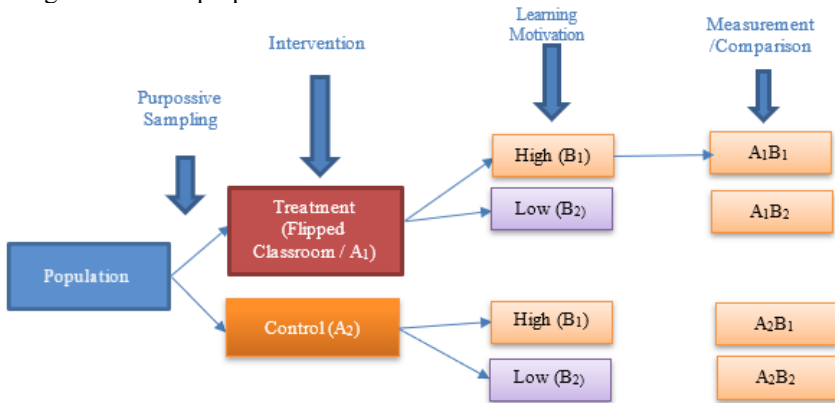 Learning
Motivation
Measurement
/Comparison
Intervention
Purpossive
Sampling
High (B₁)
A₁B₁
Treatment
(Flipped
Classroom / A₁)
Low (B₂)
A₁B₂
Population
Control (A₂)
High (B₁)
A₂B₁
Low (B₂)
A₂B₂